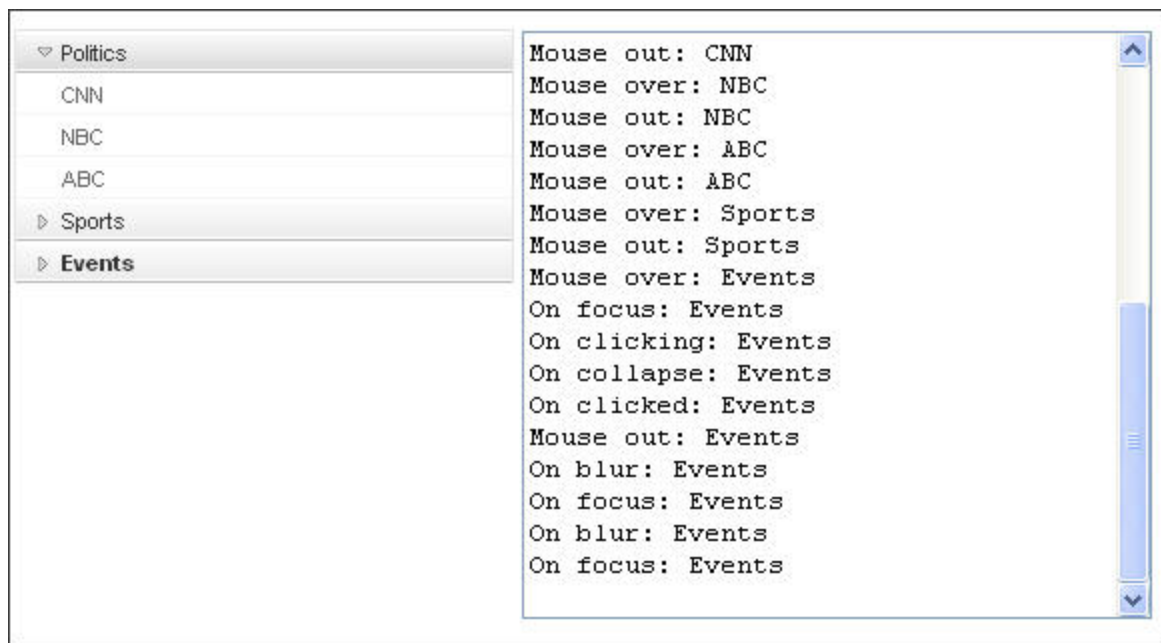 Politics
CNN
NBC
ABC
Sports
Events
Mouse out: CNN
Mouse over: NBC
Mouse out: NBC
Mouse over: ABC
Mouse out: ABC
Mouse over: Sports
Mouse out: Sports
Mouse over: Events
On focus: Events
On clicking: Events
On collapse: Events
On clicked: Events
Mouse out: Events
On blur: Events
On focus: Events
On blur: Events
On focus: Events